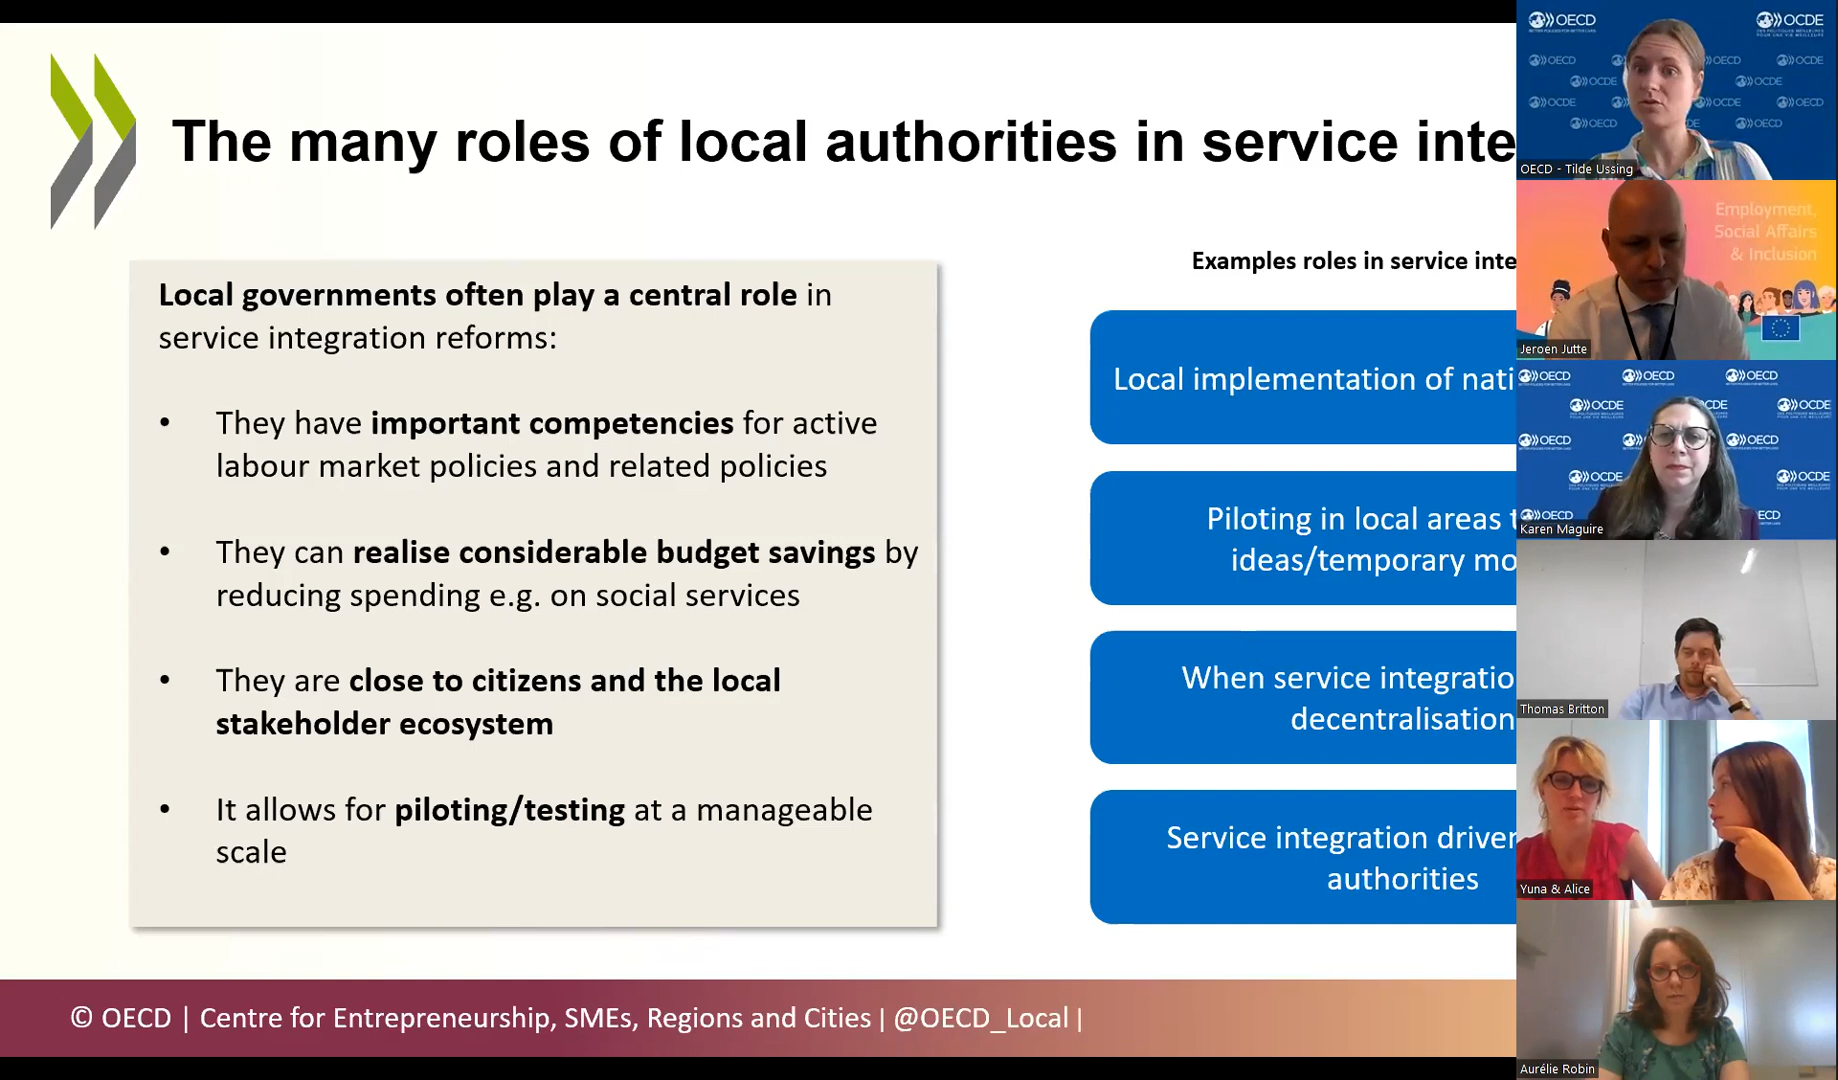 The many roles of local authorities in service inte
Local governments often play a central role in
service integration reforms:
• They have important competencies for active
labour market policies and related policies
• They can realise considerable budget savings by
reducing spending e.g. on social services
• They are close to citizens and the local
stakeholder ecosystem
• It allows for piloting/testing at a manageable
scale
Examples roles in service inte
Local implementation of nati
Piloting in local areas t
ideas/temporary mo
When service integratio
decentralisation
Service integration driven
authorities
© OECD | Centre for Entrepreneurship, SMEs, Regions and Cities | @OECD_Local |
OECD
OCDE
OECD - Tilde Ussing
Employment,
Social Affairs
& Inclusion
Jeroen Jutte
OECD
OCDE
Karen Maguire
Thomas Britton
Yuna & Alice
Aurélie Robin